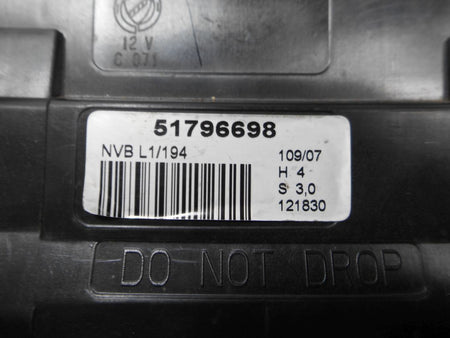 12 V
C 071
51796698
NVB L1/194
109/07
H 4
S 3,0
121830
DO NOT DROP